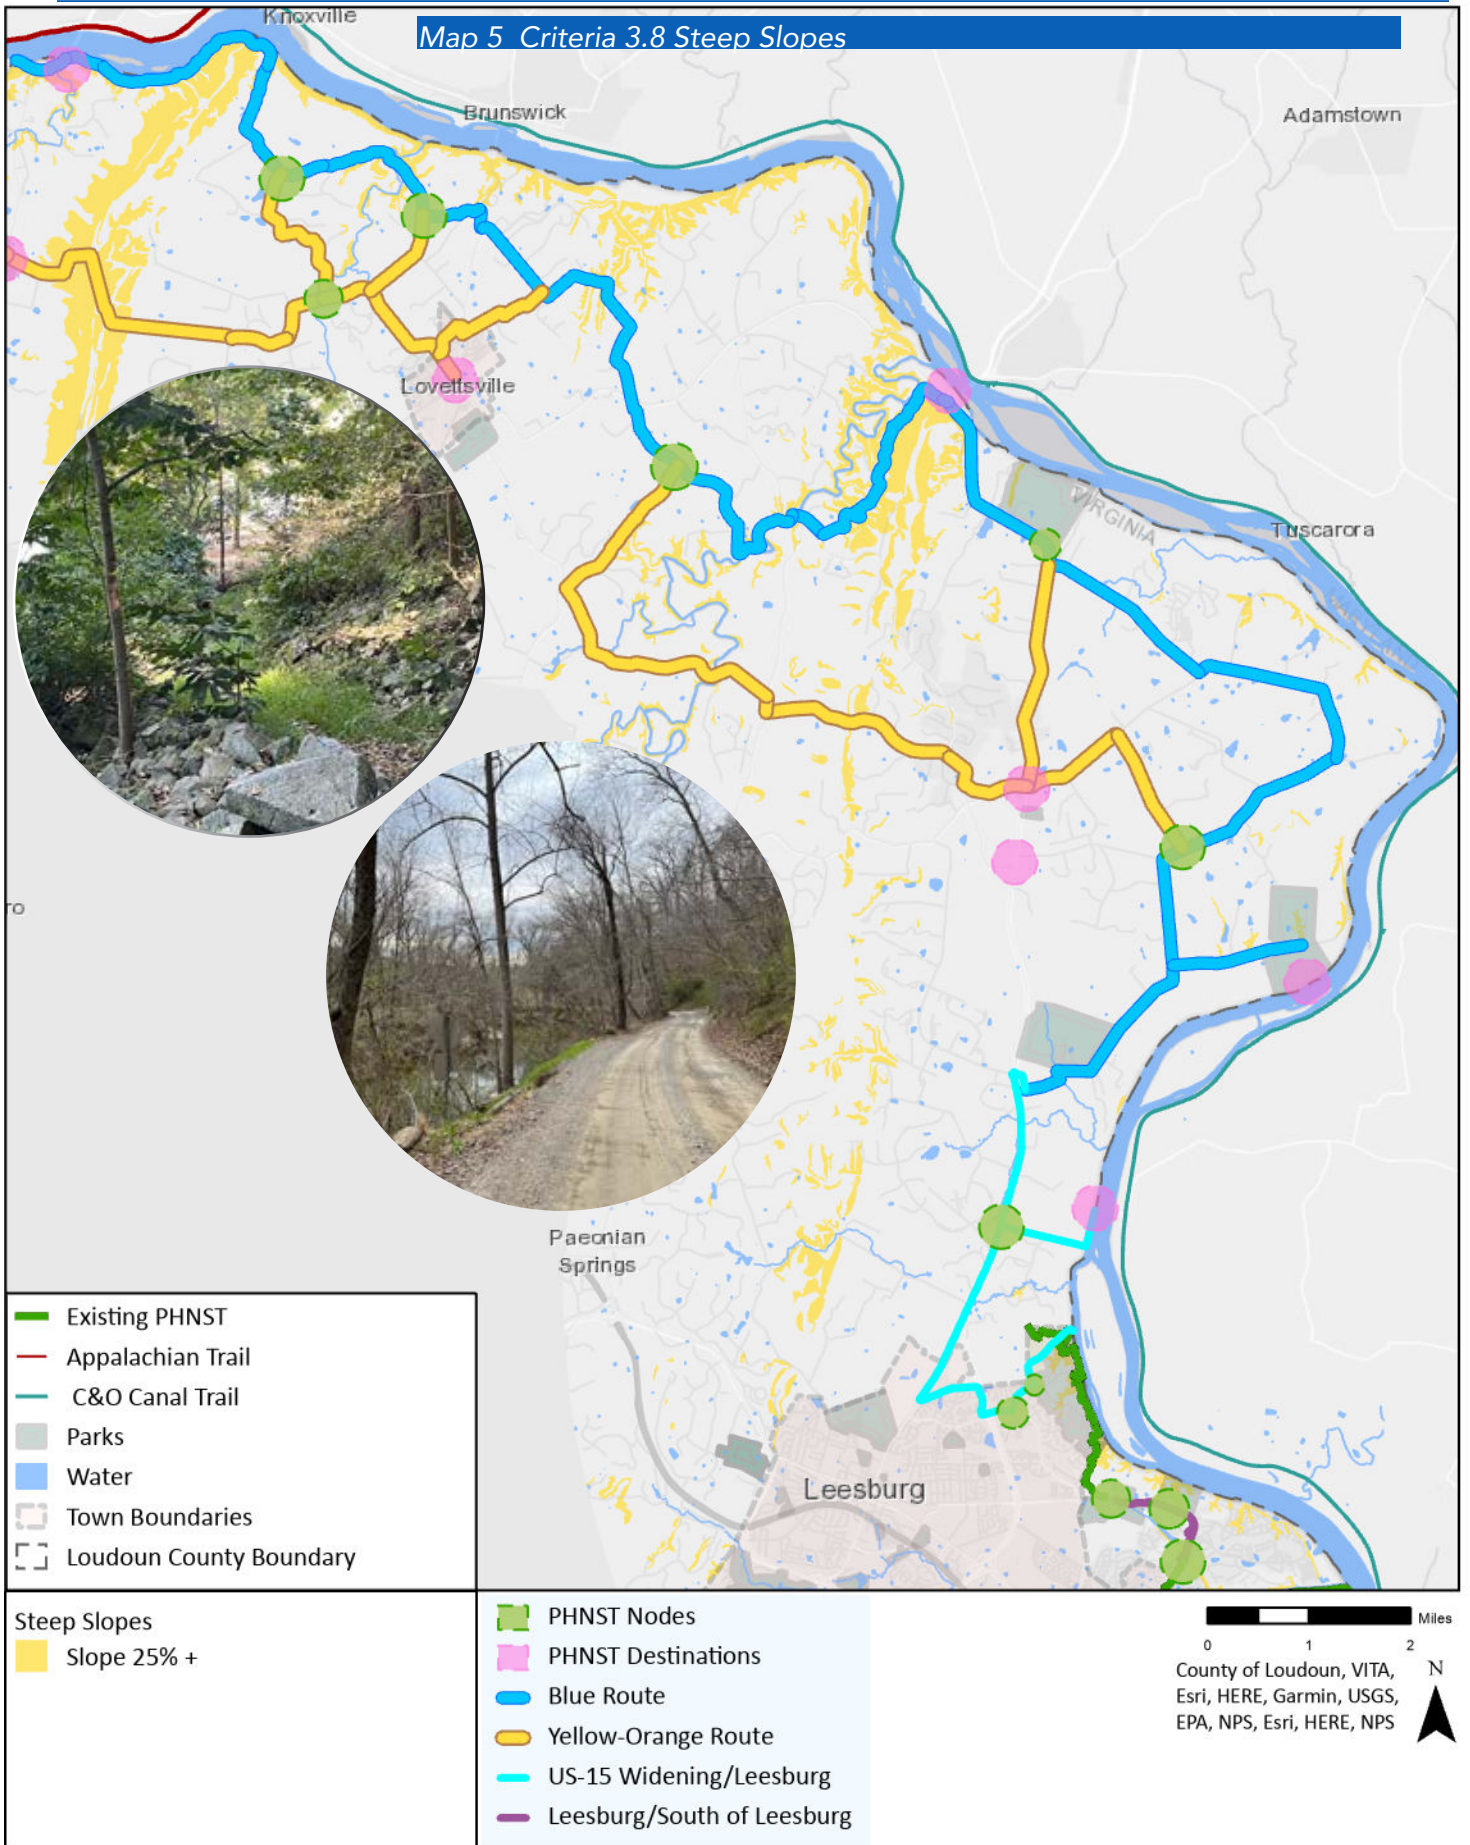 Knoxville
Map 5 Criteria 3.8 Steep Slopes
Brunswick
Adamstown
Lovettsville
VIRGINIA
Tuscarora
ro
Paeonian
Springs
Leesburg
Existing PHNST
Appalachian Trail
C&O Canal Trail
Parks
Water
Town Boundaries
Loudoun County Boundary
Steep Slopes
Slope 25% +
PHNST Nodes
PHNST Destinations
Blue Route
Yellow-Orange Route
US-15 Widening/Leesburg
Leesburg/South of Leesburg
Miles
0 1 2
County of Loudoun, VITA,
Esri, HERE, Garmin, USGS,
EPA, NPS, Esri, HERE, NPS
N